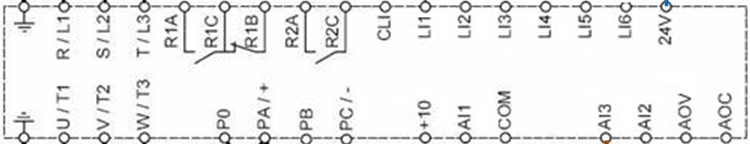 R / L1 S / L2 T / L3 R1A R1C R1B R2A R2C CLI LI1 LI2 LI3 LI4 LI5 LI6 24V
U / T1 V / T2 W / T3 P0 PA / + PB PC / - +10 AI1 COM AI3 AI2 AOV AOC